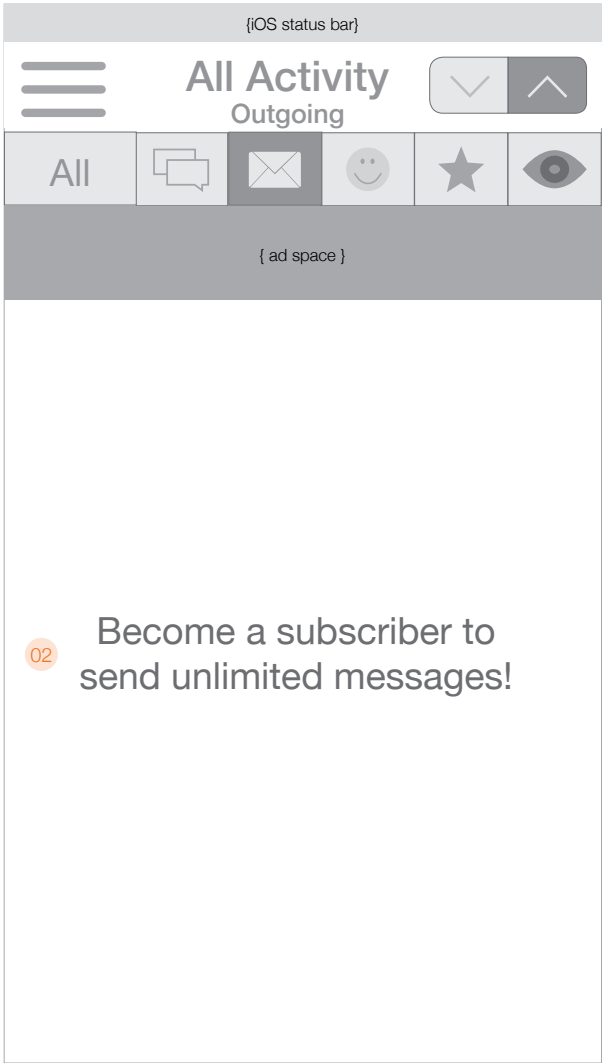 {iOS status bar}
All Activity
Outgoing
All
{ ad space }
02
Become a subscriber to
send unlimited messages!